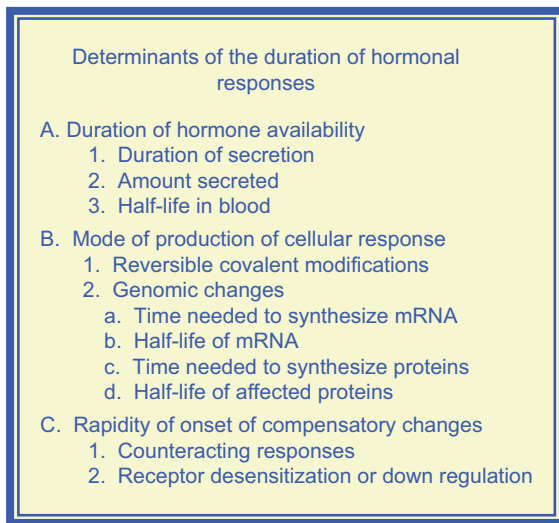 Determinants of the duration of hormonal
responses
A. Duration of hormone availability
1. Duration of secretion
2. Amount secreted
3. Half-life in blood
B. Mode of production of cellular response
1. Reversible covalent modifications
2. Genomic changes
a. Time needed to synthesize mRNA
b. Half-life of mRNA
c. Time needed to synthesize proteins
d. Half-life of affected proteins
C. Rapidity of onset of compensatory changes
1. Counteracting responses
2. Receptor desensitization or down regulation